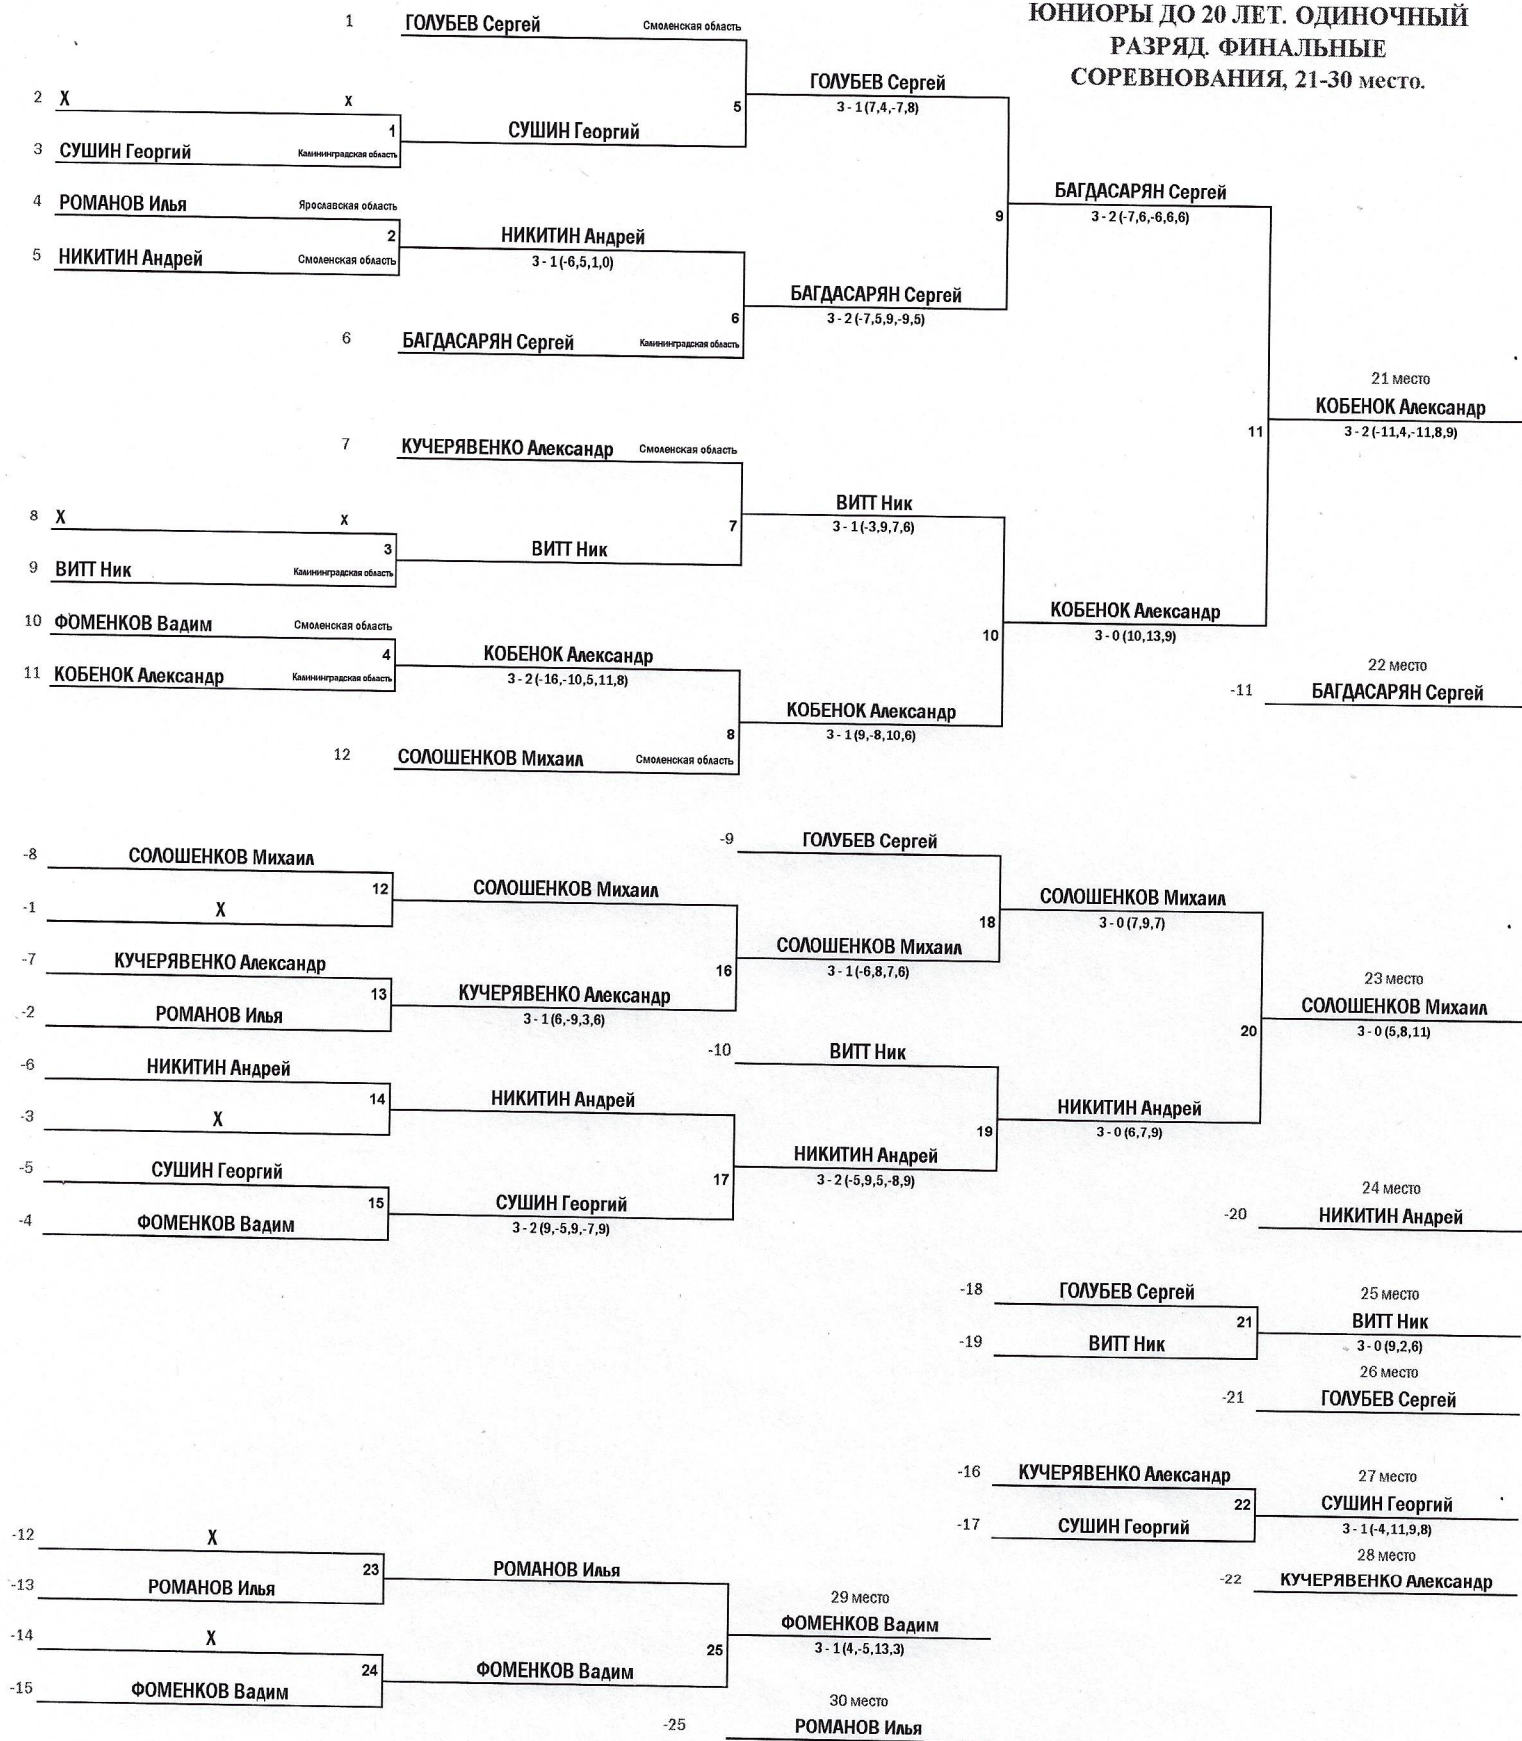 ЮНИОРЫ ДО 20 ЛЕТ. ОДИНОЧНЫЙ
РАЗРЯД. ФИНАЛЬНЫЕ
СОРЕВНОВАНИЯ, 21-30 место.
1 ГОЛУБЕВ Сергей Смоленская область
ГОЛУБЕВ Сергей
2 X x
5 3 - 1 (7,4,-7,8)
1 СУШИН Георгий
3 СУШИН Георгий Калининградская область
4 РОМАНОВ Илья Ярославская область
БАГДАСАРЯН Сергей
9 3 - 2 (-7,6,-6,6,6)
2 НИКИТИН Андрей
5 НИКИТИН Андрей Смоленская область
3 - 1 (-6,5,1,0)
БАГДАСАРЯН Сергей
6 3 - 2 (-7,5,9,-9,5)
6 БАГДАСАРЯН Сергей Калининградская область
21 место
КОБЕНОК Александр
11 3 - 2 (-11,4,-11,8,9)
7 КУЧЕРЯВЕНКО Александр Смоленская область
ВИТТ Ник
8 X x
7 3 - 1 (-3,9,7,6)
3 ВИТТ Ник
9 ВИТТ Ник Калининградская область
10 ФОМЕНКОВ Вадим Смоленская область
КОБЕНОК Александр
10 3 - 0 (10,13,9)
4 КОБЕНОК Александр
11 КОБЕНОК Александр Калининградская область
3 - 2 (-16,-10,5,11,8)
22 место
-11 БАГДАСАРЯН Сергей
КОБЕНОК Александр
8 3 - 1 (9,-8,10,6)
12 СОЛОШЕНКОВ Михаил Смоленская область
-9 ГОЛУБЕВ Сергей
-8 СОЛОШЕНКОВ Михаил
12 СОЛОШЕНКОВ Михаил
СОЛОШЕНКОВ Михаил
-1 X
18 3 - 0 (7,9,7)
СОЛОШЕНКОВ Михаил
-7 КУЧЕРЯВЕНКО Александр
16 3 - 1 (-6,8,7,6)
23 место
13 КУЧЕРЯВЕНКО Александр
СОЛОШЕНКОВ Михаил
-2 РОМАНОВ Илья
3 - 1 (6,-9,3,6)
20 3 - 0 (5,8,11)
-10 ВИТТ Ник
-6 НИКИТИН Андрей
14 НИКИТИН Андрей
НИКИТИН Андрей
-3 X
19 3 - 0 (6,7,9)
НИКИТИН Андрей
-5 СУШИН Георгий
17 3 - 2 (-5,9,5,-8,9)
24 место
15 СУШИН Георгий
-20 НИКИТИН Андрей
-4 ФОМЕНКОВ Вадим
3 - 2 (9,-5,9,-7,9)
-18 ГОЛУБЕВ Сергей
25 место
21 ВИТТ Ник
-19 ВИТТ Ник
3 - 0 (9,2,6)
26 место
-21 ГОЛУБЕВ Сергей
-16 КУЧЕРЯВЕНКО Александр
27 место
22 СУШИН Георгий
-17 СУШИН Георгий
3 - 1 (-4,11,9,8)
28 место
-22 КУЧЕРЯВЕНКО Александр
-12 X
23 РОМАНОВ Илья
-13 РОМАНОВ Илья
29 место
ФОМЕНКОВ Вадим
-14 X
25 3 - 1 (4,-5,13,3)
24 ФОМЕНКОВ Вадим
-15 ФОМЕНКОВ Вадим
30 место
-25 РОМАНОВ Илья